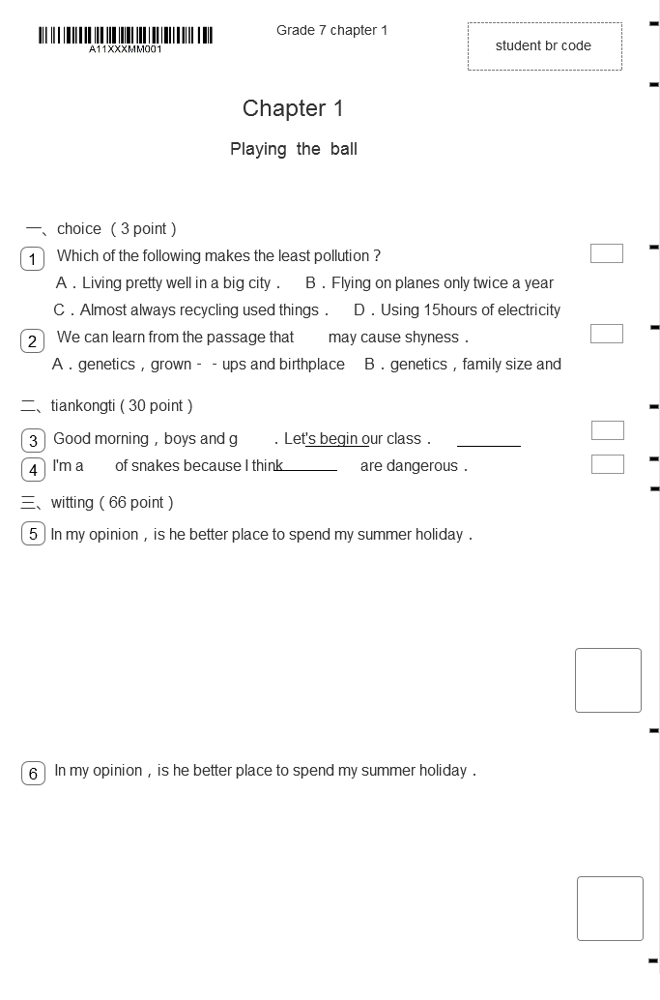 Grade 7 chapter 1
A11XXXMM001
student br code
Chapter 1
Playing the ball
一、choice （3 point）
1 Which of the following makes the least pollution？
A．Living pretty well in a big city． B．Flying on planes only twice a year
C．Almost always recycling used things． D．Using 15hours of electricity
2 We can learn from the passage that may cause shyness．
A．genetics，grown‐‐ups and birthplace B．genetics，family size and
二、tiankongti（30 point）
3 Good morning，boys and g ．Let's begin our class． ________
4 I'm a of snakes because I think________ are dangerous．
三、witting（66 point）
5 In my opinion，is he better place to spend my summer holiday．
6 In my opinion，is he better place to spend my summer holiday．